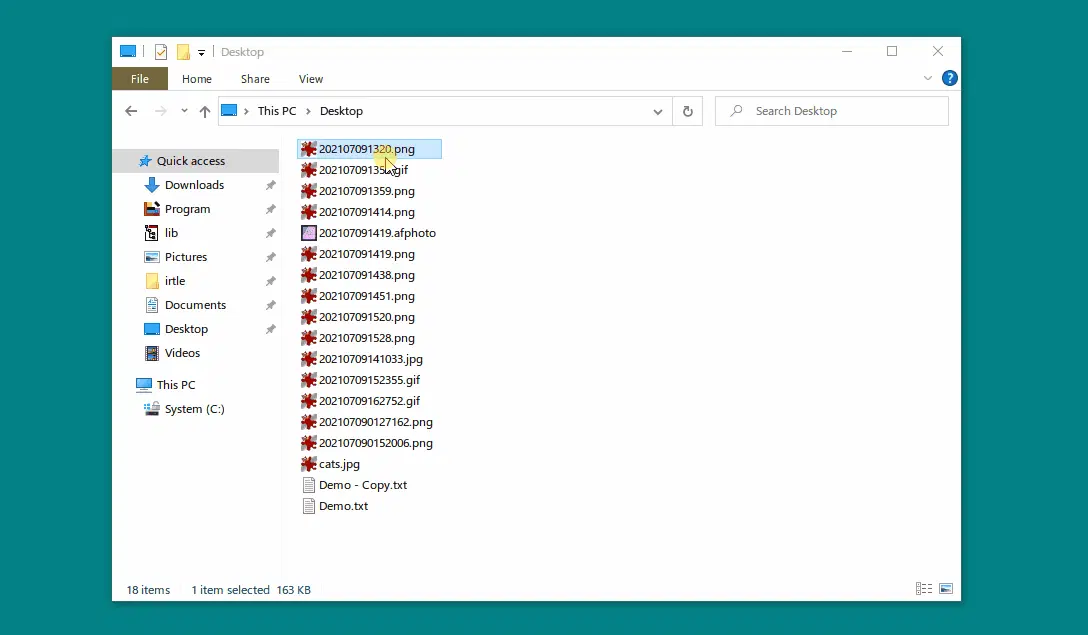 Desktop
File Home Share View
This PC Desktop
Search Desktop
Quick access
Downloads
Program
lib
Pictures
irtle
Documents
Desktop
Videos
This PC
System (C:)
202107091320.png
20210709135 .gif
202107091359.png
202107091414.png
202107091419.afphoto
202107091419.png
202107091438.png
202107091451.png
202107091520.png
202107091528.png
20210709141033.jpg
20210709152355.gif
20210709162752.gif
202107090127162.png
202107090152006.png
cats.jpg
Demo - Copy.txt
Demo.txt
18 items 1 item selected 163 KB